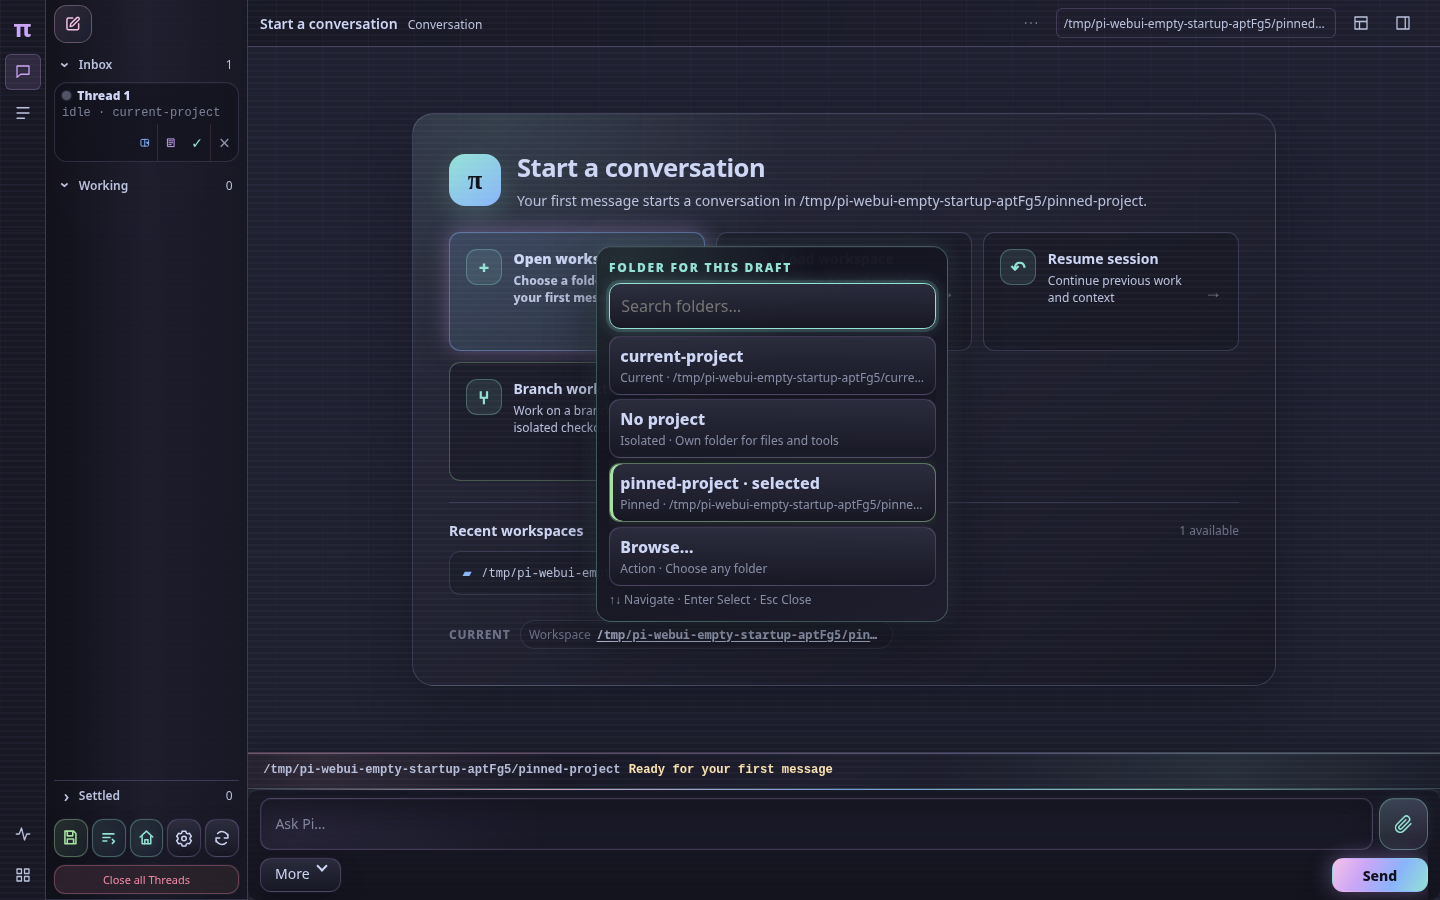 π
Start a conversation Conversation
...
/tmp/pi-webui-empty-startup-aptFg5/pinned...
Inbox 1
Thread 1
idle · current-project
Working 0
π
Start a conversation
Your first message starts a conversation in /tmp/pi-webui-empty-startup-aptFg5/pinned-project.
Open works
Choose a fold
your first mes
workspace
Resume session
Continue previous work
and context
Branch work
Work on a bran
isolated checko
FOLDER FOR THIS DRAFT
Search folders...
current-project
Current · /tmp/pi-webui-empty-startup-aptFg5/curre...
No project
Isolated · Own folder for files and tools
pinned-project · selected
Pinned · /tmp/pi-webui-empty-startup-aptFg5/pinne...
Browse...
Action · Choose any folder
↑↓ Navigate · Enter Select · Esc Close
Recent workspaces
1 available
/tmp/pi-webui-em
CURRENT Workspace /tmp/pi-webui-empty-startup-aptFg5/pin…
/tmp/pi-webui-empty-startup-aptFg5/pinned-project Ready for your first message
Settled 0
Close all Threads
Ask Pi...
More
Send